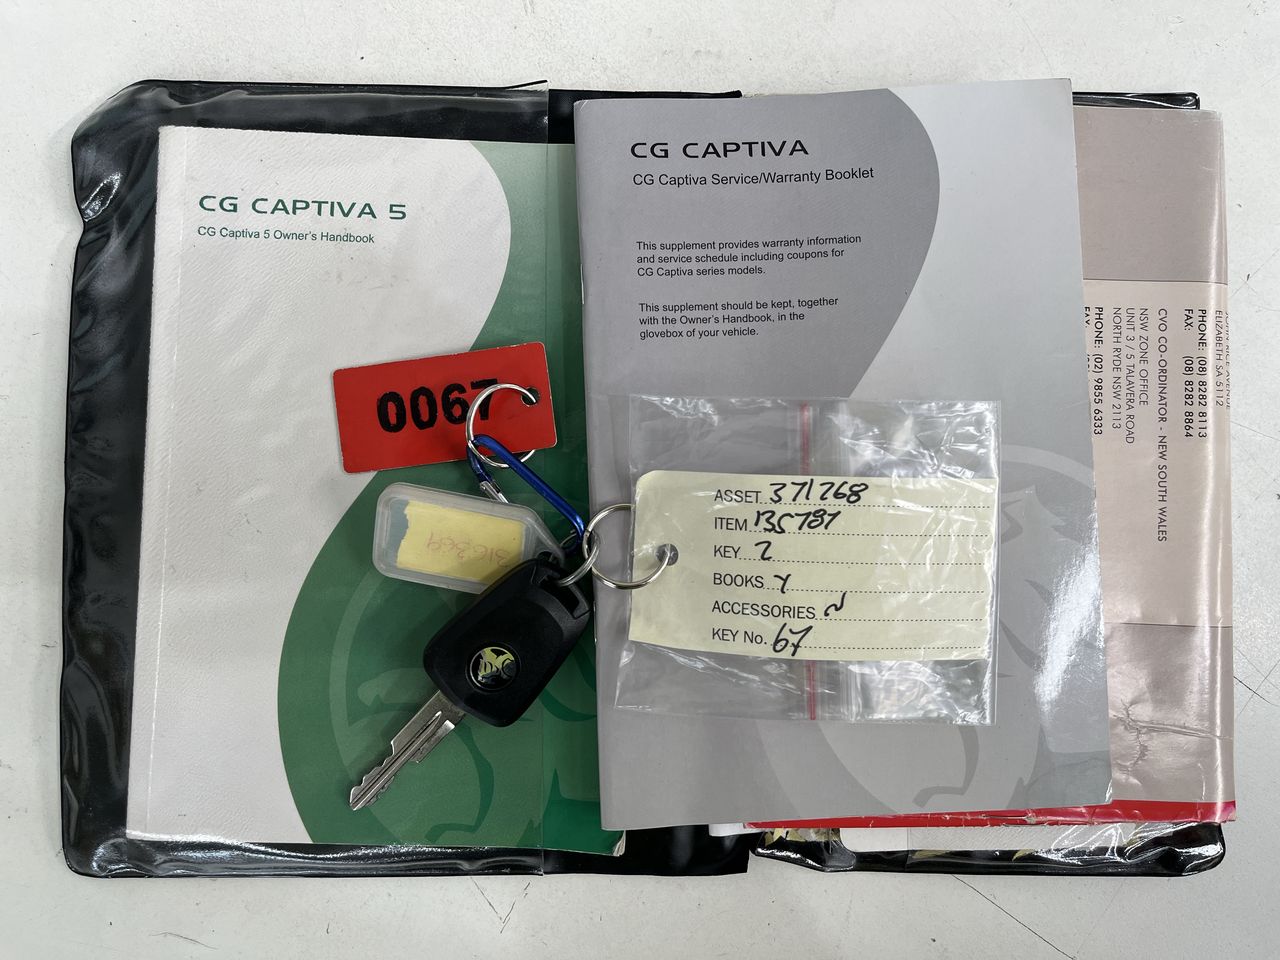 CG CAPTIVA 5
CG Captiva 5 Owner's Handbook
0067
316369
CG CAPTIVA
CG Captiva Service/Warranty Booklet
This supplement provides warranty information
and service schedule including coupons for
CG Captiva series models.
This supplement should be kept, together
with the Owner's Handbook, in the
glovebox of your vehicle.
ASSET 371268
ITEM 135787
KEY 2
BOOKS Y
ACCESSORIES N
KEY No. 67
ELIZABETH SA 5112
PHONE: (08) 8282 8113
FAX: (08) 8282 8864
CVO CO-ORDINATOR - NEW SOUTH WALES
NSW ZONE OFFICE
UNIT 3 / 5 TALAVERA ROAD
NORTH RYDE NSW 2113
PHONE: (02) 9855 6333